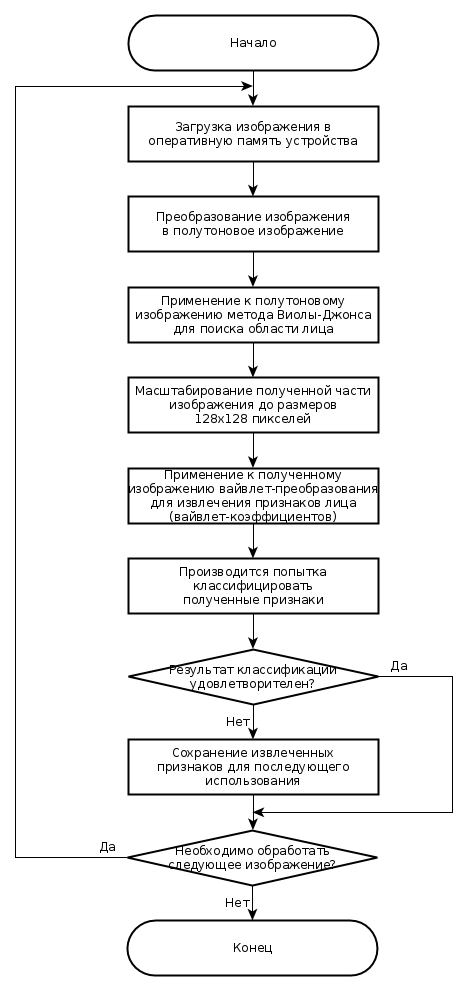 Начало
Загрузка изображения в
оперативную память устройства
Преобразование изображения
в полутоновое изображение
Применение к полутоновому
изображению метода Виолы-Джонса
для поиска области лица
Масштабирование полученной части
изображения до размеров
128x128 пикселей
Применение к полученному
изображению вайвлет-преобразования
для извлечения признаков лица
(вайвлет-коэффициентов)
Производится попытка
классифицировать
полученные признаки
Результат классификации
удовлетворителен?
Да
Нет
Сохранение извлеченных
признаков для последующего
использования
Необходимо обработать
следующее изображение?
Да
Нет
Конец